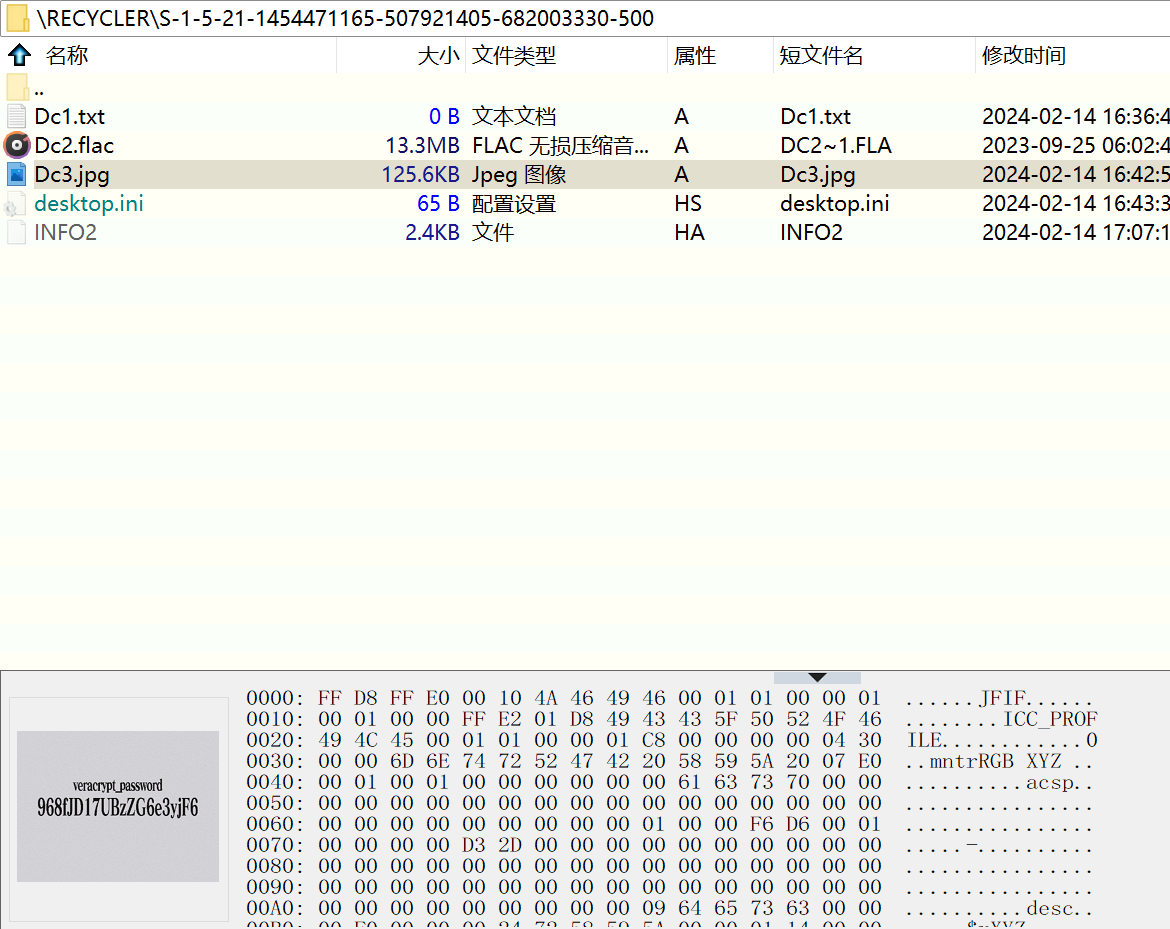 \RECYCLER\S-1-5-21-1454471165-507921405-682003330-500
名称 大小 文件类型 属性 短文件名 修改时间
..
Dc1.txt 0 B 文本文档 A Dc1.txt 2024-02-14 16:36:4
Dc2.flac 13.3MB FLAC 无损压缩音... A DC2~1.FLA 2023-09-25 06:02:4
Dc3.jpg 125.6KB Jpeg 图像 A Dc3.jpg 2024-02-14 16:42:5
desktop.ini 65 B 配置设置 HS desktop.ini 2024-02-14 16:43:3
INFO2 2.4KB 文件 HA INFO2 2024-02-14 17:07:1
veracrypt_password
968fJD17UBzZG6e3yjF6
0000: FF D8 FF E0 00 10 4A 46 49 46 00 01 01 00 00 01 ......JFIF......
0010: 00 01 00 00 FF E2 01 D8 49 43 43 5F 50 52 4F 46 ........ICC_PROF
0020: 49 4C 45 00 01 01 00 00 01 C8 00 00 00 00 04 30 ILE............0
0030: 00 00 6D 6E 74 72 52 47 42 20 58 59 5A 20 07 E0 ..mntrRGB XYZ ..
0040: 00 01 00 01 00 00 00 00 00 00 61 63 73 70 00 00 ..........acsp..
0050: 00 00 00 00 00 00 00 00 00 00 00 00 00 00 00 00 ................
0060: 00 00 00 00 00 00 00 00 00 01 00 00 F6 D6 00 01 ................
0070: 00 00 00 00 D3 2D 00 00 00 00 00 00 00 00 00 00 .....-..........
0080: 00 00 00 00 00 00 00 00 00 00 00 00 00 00 00 00 ................
0090: 00 00 00 00 00 00 00 00 00 00 00 00 00 00 00 00 ................
00A0: 00 00 00 00 00 00 00 00 00 09 64 65 73 63 00 00 ..........desc..